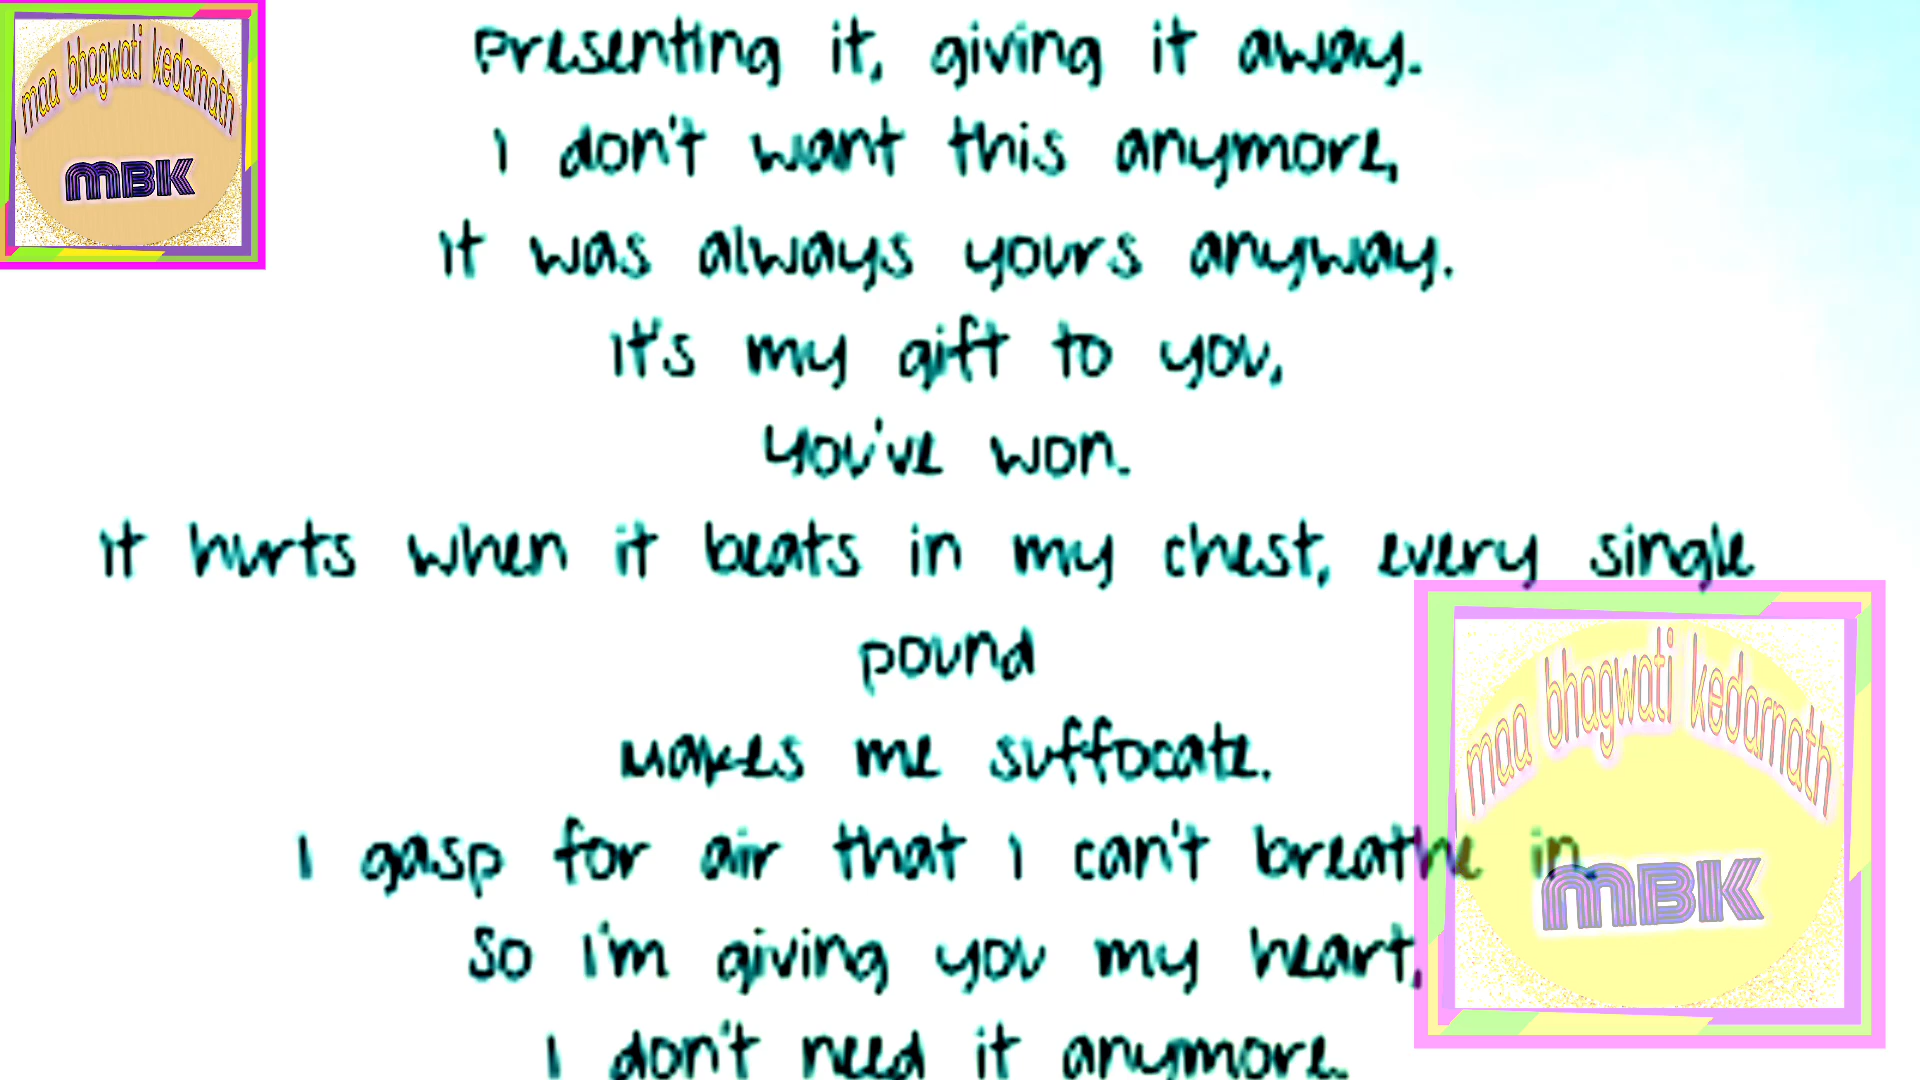 maa bhagwati kedarnath
MBK
presenting it, giving it away.
I don't want this anymore,
it was always yours anyway.
it's my gift to you,
you've won.
it hurts when it beats in my chest, every single
pound
makes me suffocate.
I gasp for air that I can't breathe in.
so I'm giving you my heart,
I don't need it anymore.
maa bhagwati kedarnath
MBK